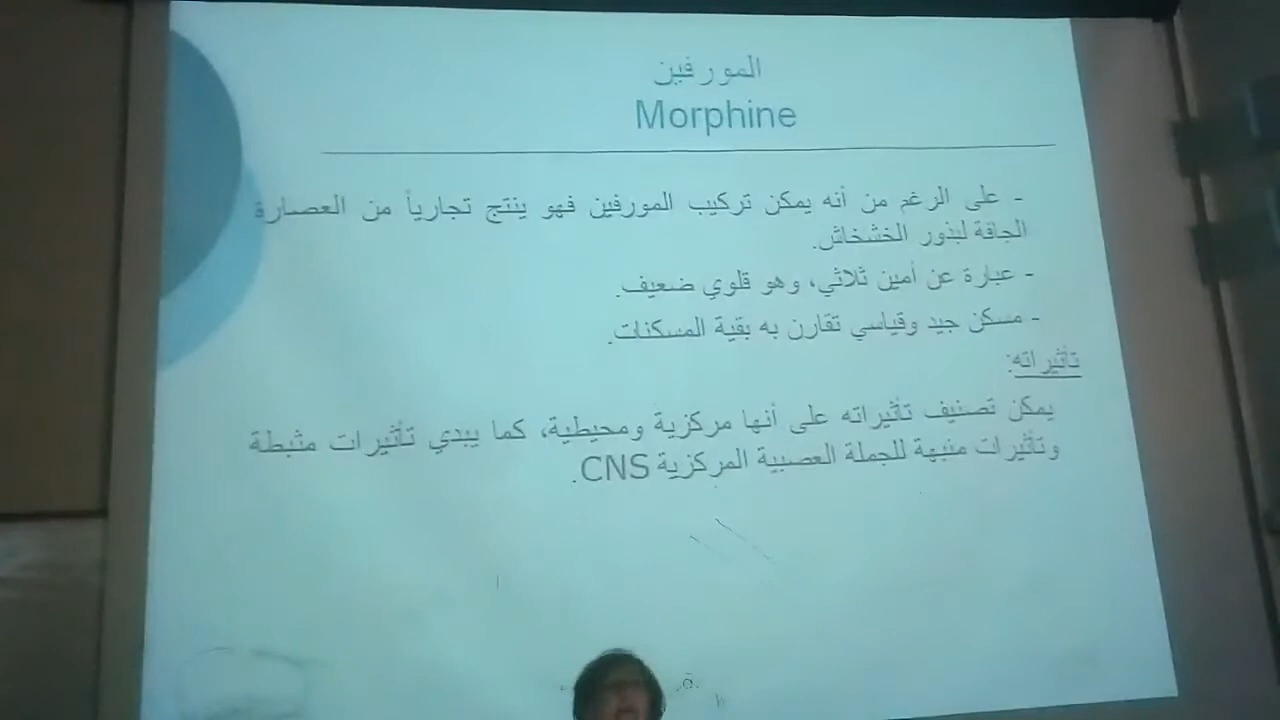 المورفين
Morphine
- على الرغم من أنه يمكن تركيب المورفين فهو ينتج تجارياً من العصارة
الجافة لبذور الخشخاش.
- عبارة عن أمين ثلاثي، وهو قلوي ضعيف.
- مسكن جيد وقياسي تقارن به بقية المسكنات.
تأثيراته:
يمكن تصنيف تأثيراته على أنها مركزية ومحيطية، كما يبدي تأثيرات مثبطة
وتأثيرات منبهة للجملة العصبية المركزية CNS.